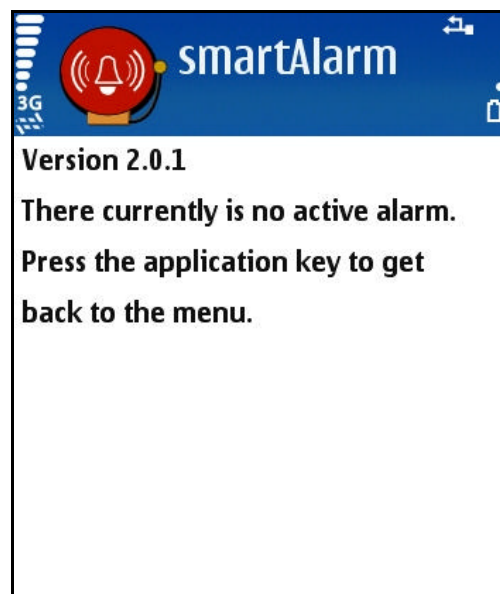 smartAlarm
3G
Version 2.0.1
There currently is no active alarm.
Press the application key to get
back to the menu.